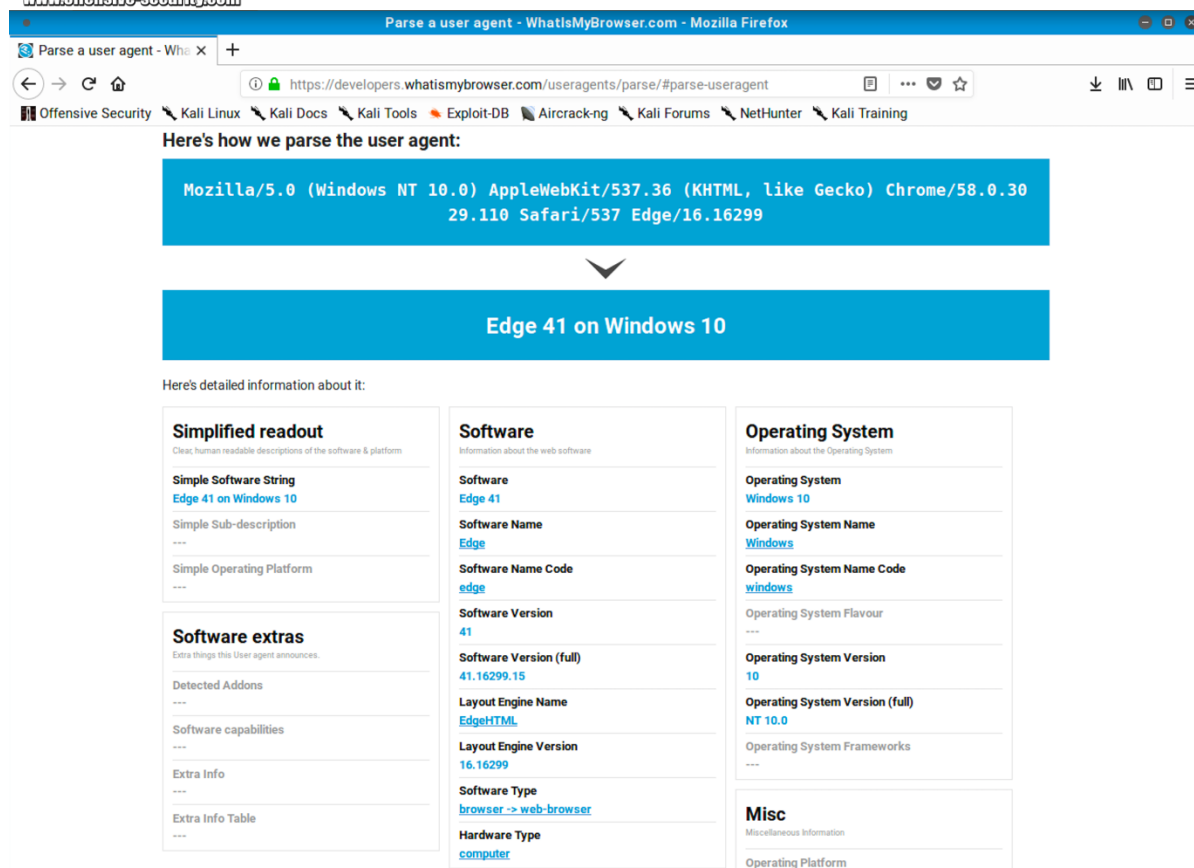 www.offensive-security.com
Parse a user agent - WhatIsMyBrowser.com - Mozilla Firefox
Parse a user agent - Wha
https://developers.whatismybrowser.com/useragents/parse/#parse-useragent
Offensive Security Kali Linux Kali Docs Kali Tools Exploit-DB Aircrack-ng Kali Forums NetHunter Kali Training
Here's how we parse the user agent:
Mozilla/5.0 (Windows NT 10.0) AppleWebKit/537.36 (KHTML, like Gecko) Chrome/58.0.30
29.110 Safari/537 Edge/16.16299
Edge 41 on Windows 10
Here's detailed information about it:
Simplified readout
Clear, human readable descriptions of the software & platform
Simple Software String
Edge 41 on Windows 10
Simple Sub-description
---
Simple Operating Platform
---
Software extras
Extra things this User agent announces.
Detected Addons
---
Software capabilities
---
Extra Info
---
Extra Info Table
---
Software
Information about the web software
Software
Edge 41
Software Name
Edge
Software Name Code
edge
Software Version
41
Software Version (full)
41.16299.15
Layout Engine Name
EdgeHTML
Layout Engine Version
16.16299
Software Type
browser -> web-browser
Hardware Type
computer
Operating System
Information about the Operating System
Operating System
Windows 10
Operating System Name
Windows
Operating System Name Code
windows
Operating System Flavour
---
Operating System Version
10
Operating System Version (full)
NT 10.0
Operating System Frameworks
---
Misc
Miscellaneous Information
Operating Platform